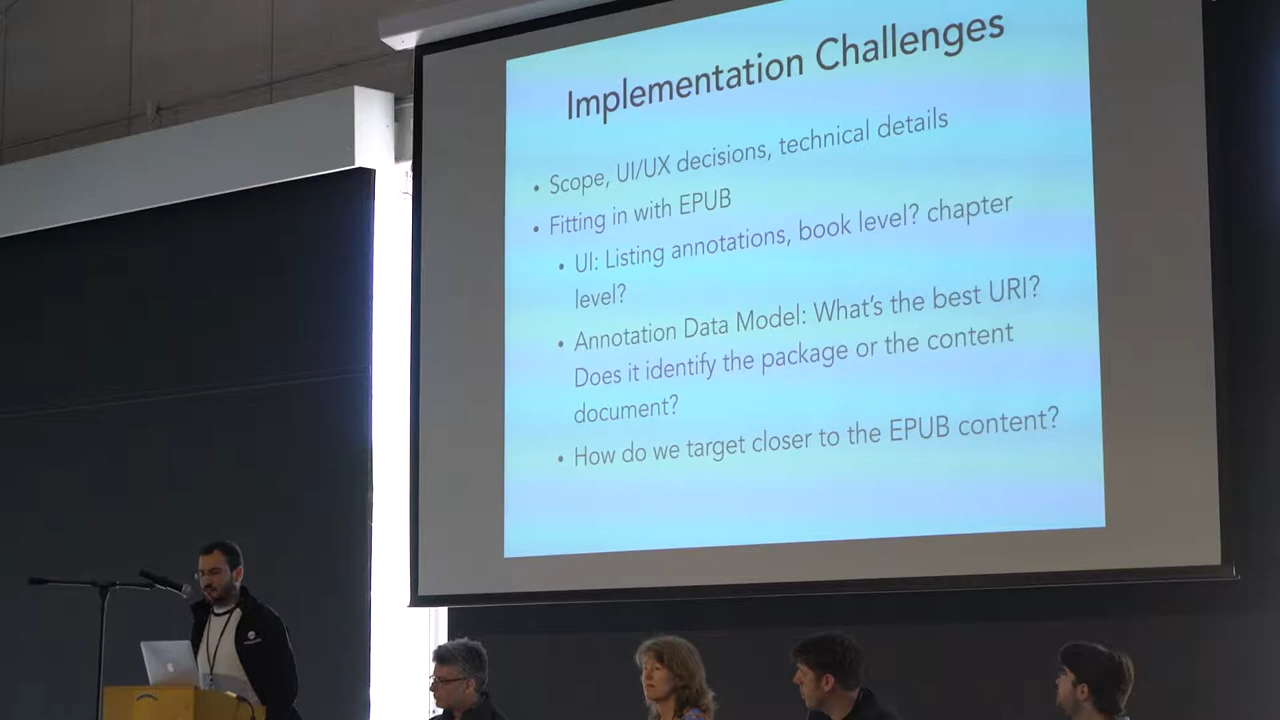 Implementation Challenges
• Scope, UI/UX decisions, technical details
• Fitting in with EPUB
• UI: Listing annotations, book level? chapter
level?
• Annotation Data Model: What's the best URI?
Does it identify the package or the content
document?
• How do we target closer to the EPUB content?